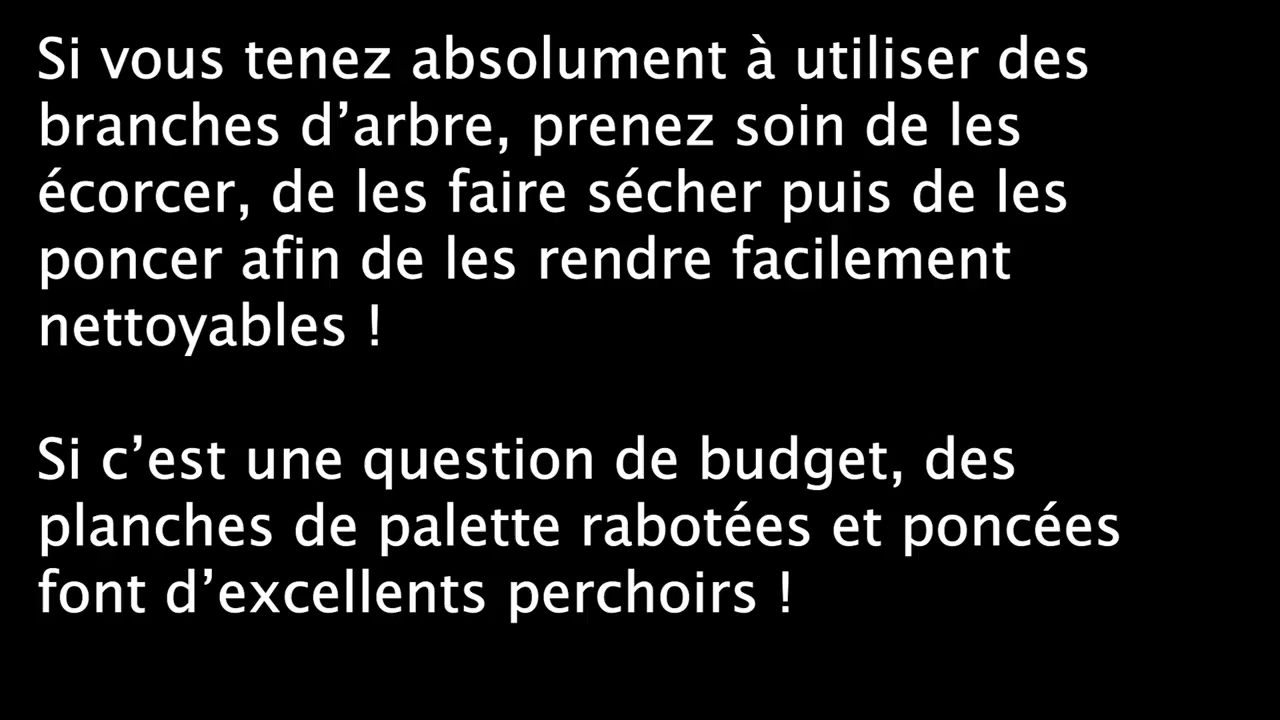 Si vous tenez absolument à utiliser des
branches d’arbre, prenez soin de les
écorcer, de les faire sécher puis de les
poncer afin de les rendre facilement
nettoyables !
Si c’est une question de budget, des
planches de palette rabotées et poncées
font d’excellents perchoirs !